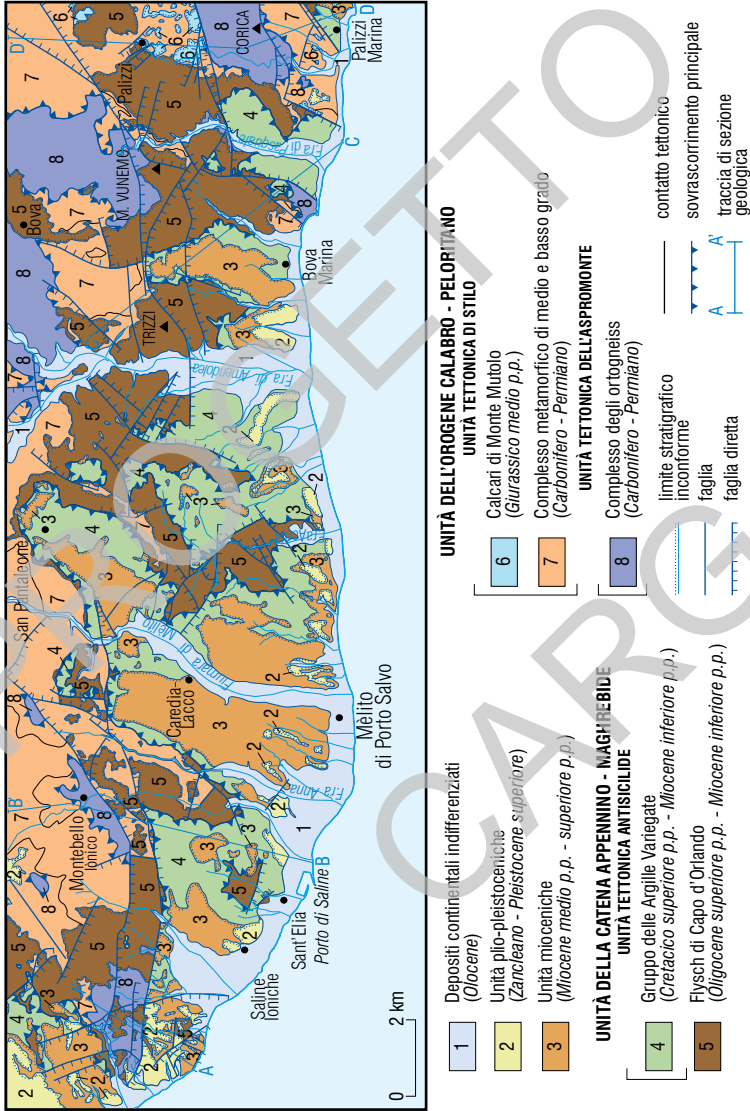 D'
D
Palizzi
Palizzi
Marina
CORICA
M. VUNEMO
Bova
F.ra di
C
TRIZZI
Bova
Marina
F.ra di Amendolea
San Pantaleone
Fiumara di Melito
Caredia-
Lacco
Mèlito
di Porto Salvo
F.ra Anna
B'
Montebello
Ionico
B
Sant'Elia
Porto di Saline
Saline
Ioniche
A
0 2 km
1 Depositi continentali indifferenziati
(Olocene)
2 Unità plio-pleistoceniche
(Zancleano - Pleistocene superiore)
3 Unità mioceniche
(Miocene medio p.p. - superiore p.p.)
UNITÀ DELLA CATENA APPENNINO - MAGHREBIDE
UNITÀ TETTONICA ANTISICILIDE
4 Gruppo delle Argille Variegate
(Cretacico superiore p.p. - Miocene inferiore p.p.)
5 Flysch di Capo d'Orlando
(Oligocene superiore p.p. - Miocene inferiore p.p.)
UNITÀ DELL'OROGENE CALABRO - PELORITANO
UNITÀ TETTONICA DI STILO
6 Calcari di Monte Mutolo
(Giurassico medio p.p.)
7 Complesso metamorfico di medio e basso grado
(Carbonifero - Permiano)
UNITÀ TETTONICA DELL'ASPROMONTE
8 Complesso degli ortogneiss
(Carbonifero - Permiano)
limite stratigrafico
inconforme
faglia
faglia diretta
contatto tettonico
sovrascorrimento principale
A A' traccia di sezione
geologica
PROGETTO
CARG